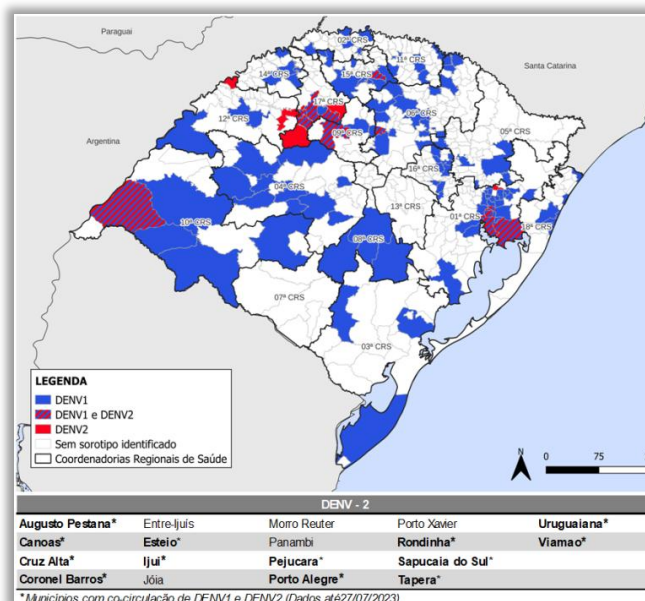 Paraguai
Santa Catarina
Argentina
02ª CRS
11ª CRS
15ª CRS
14ª CRS
17ª CRS
12ª CRS
06ª CRS
05ª CRS
09ª CRS
16ª CRS
04ª CRS
13ª CRS
01ª CRS
18ª CRS
10ª CRS
08ª CRS
07ª CRS
03ª CRS
LEGENDA
DENV1
DENV1 e DENV2
DENV2
Sem sorotipo identificado
Coordenadorias Regionais de Saúde
N
0 75
DENV - 2
Augusto Pestana* Entre-Ijuís Morro Reuter Porto Xavier Uruguaiana*
Canoas* Esteio* Panambi Rondinha* Viamao*
Cruz Alta* Ijui* Pejucara* Sapucaia do Sul*
Coronel Barros* Jóia Porto Alegre* Tapera*
*Municípios com co-circulação de DENV1 e DENV2 (Dados até27/07/2023)